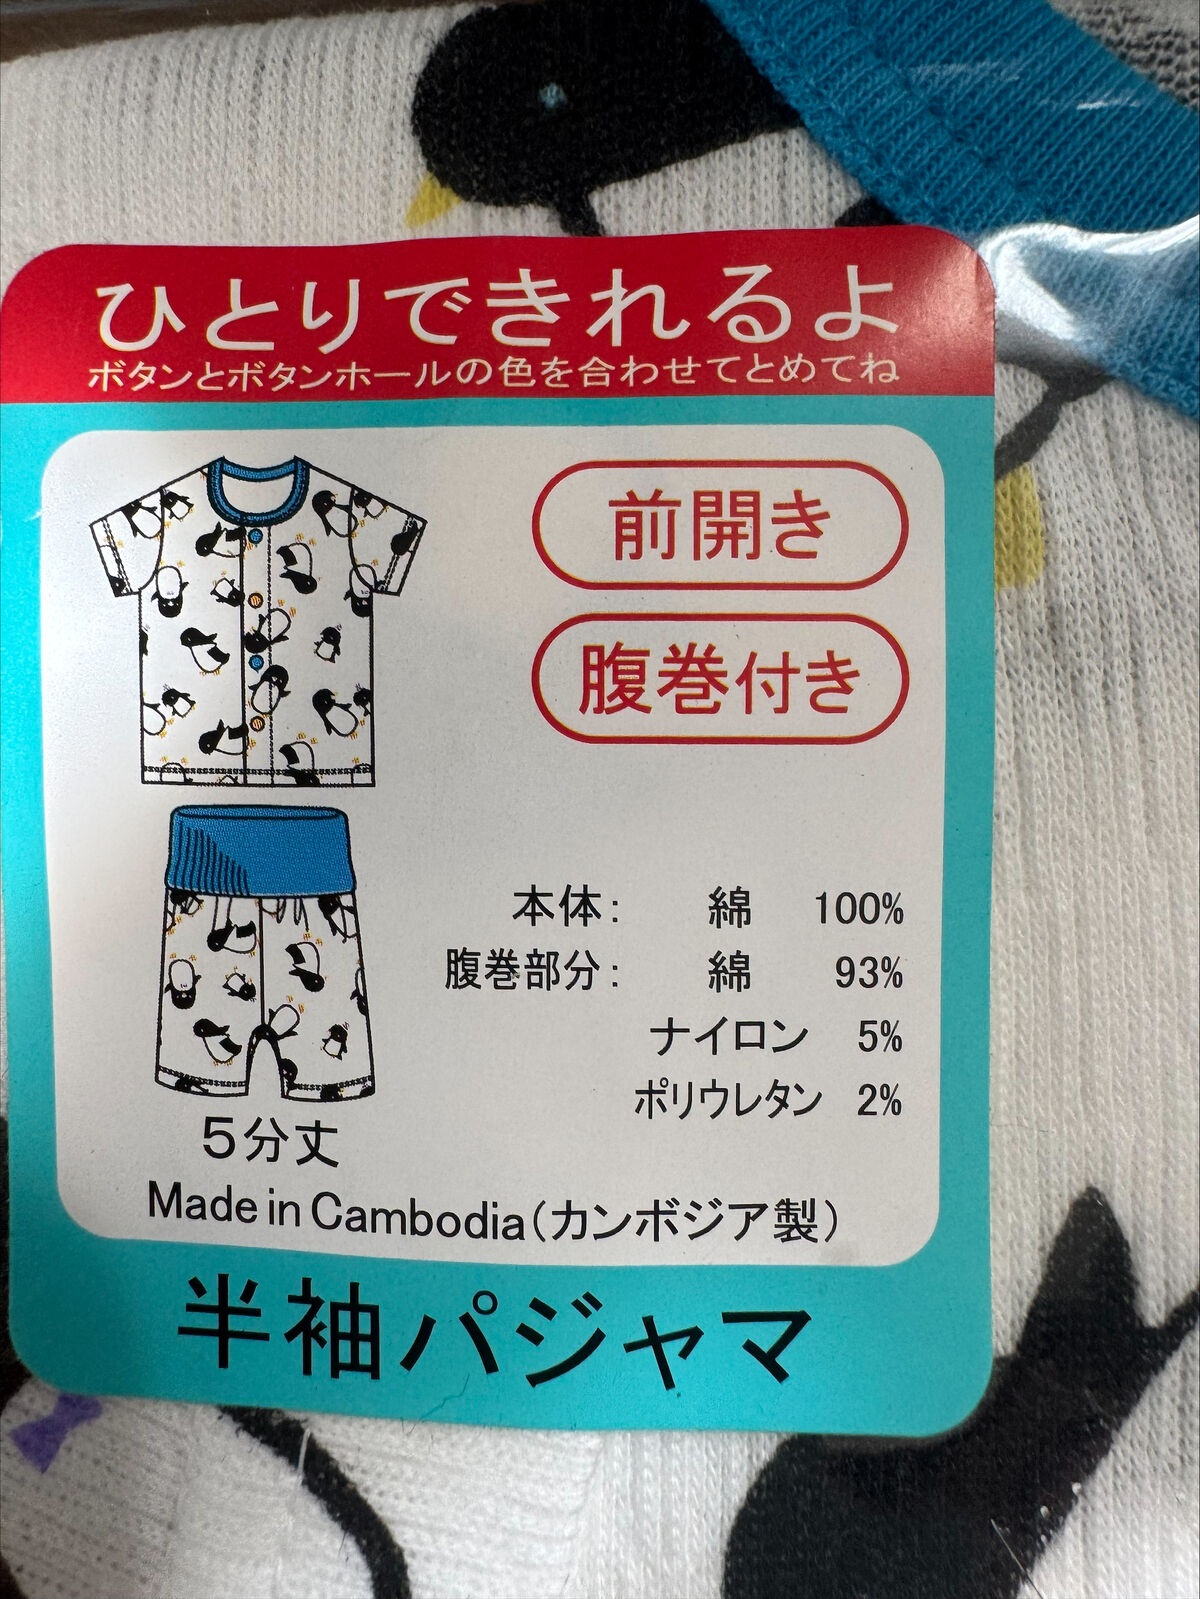 ひとりできれるよ
ボタンとボタンホールの色を合わせてとめてね
前開き
腹巻付き
本体: 綿 100%
腹巻部分: 綿 93%
ナイロン 5%
ポリウレタン 2%
5分丈
Made in Cambodia(カンボジア製)
半袖パジャマ